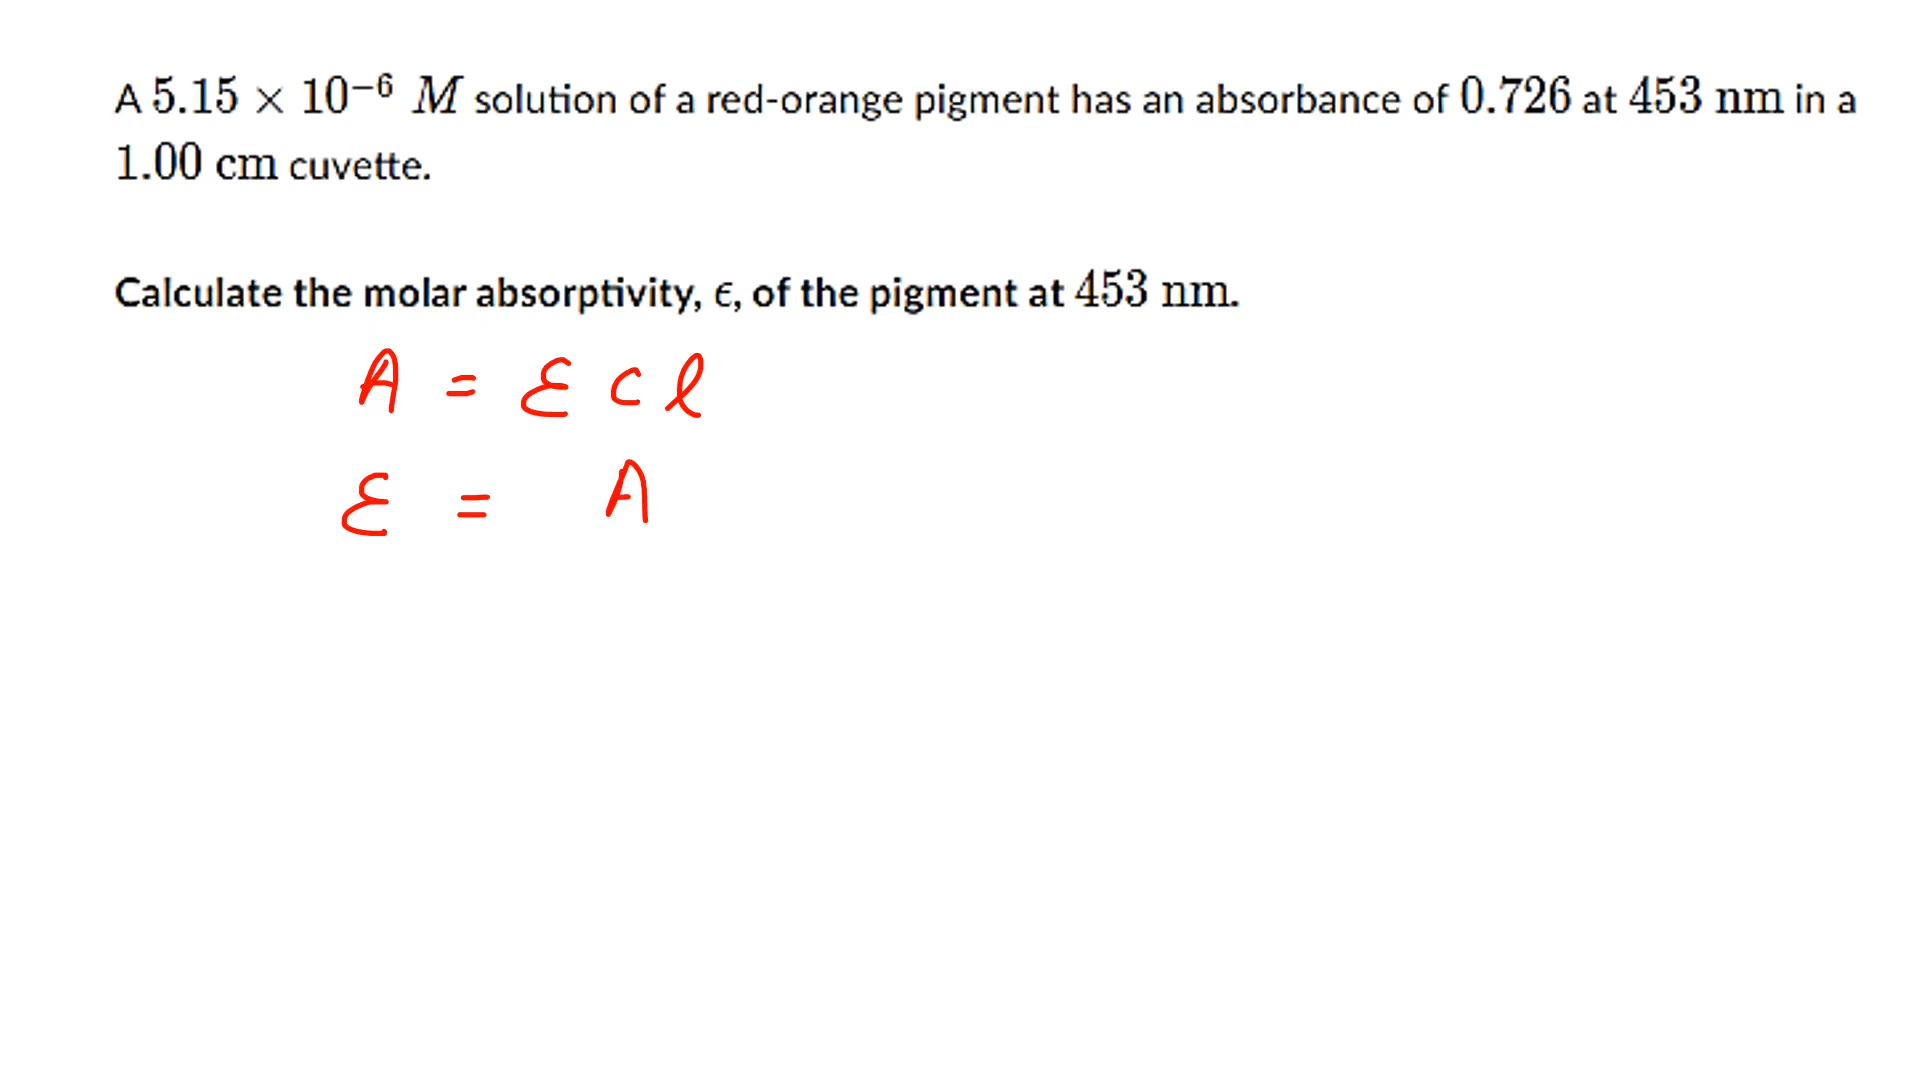 A 5.15 × 10⁻⁶ M solution of a red-orange pigment has an absorbance of 0.726 at 453 nm in a
1.00 cm cuvette.
Calculate the molar absorptivity, ϵ, of the pigment at 453 nm.
A = ε c ℓ
ε = A